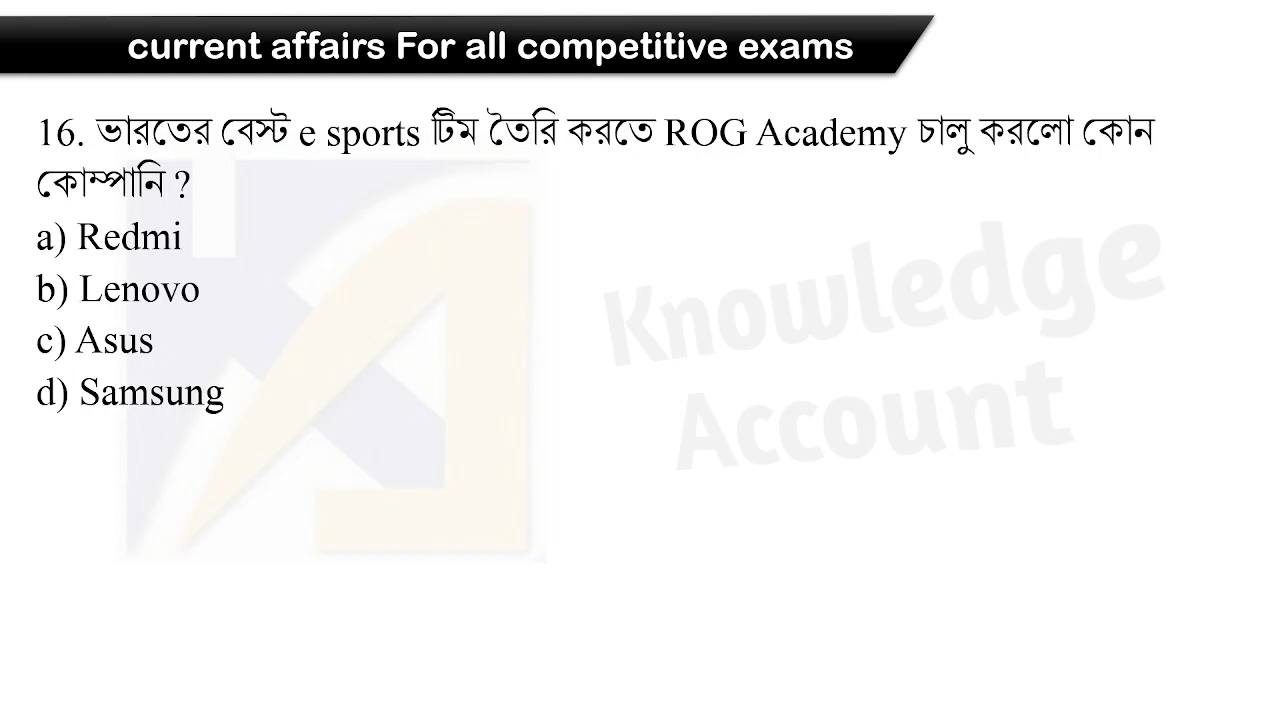 current affairs For all competitive exams
16. ভারতের বেস্ট e sports টিম তৈরি করতে ROG Academy চালু করলো কোন
কোম্পানি ?
a) Redmi
b) Lenovo
c) Asus
d) Samsung
Knowledge
Account